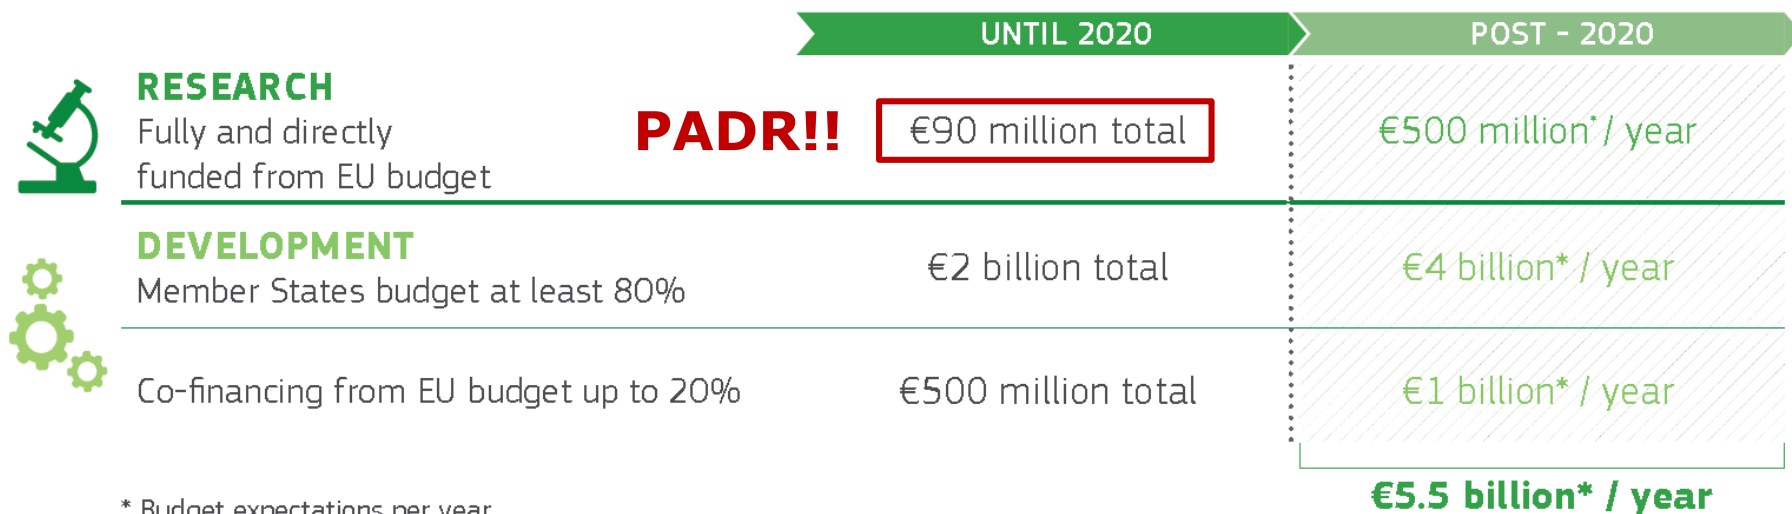 UNTIL 2020
POST - 2020
RESEARCH
Fully and directly
funded from EU budget
PADR!!
€90 million total
€500 million* / year
DEVELOPMENT
Member States budget at least 80%
€2 billion total
€4 billion* / year
Co-financing from EU budget up to 20%
€500 million total
€1 billion* / year
€5.5 billion* / year
* Budget expectations per year